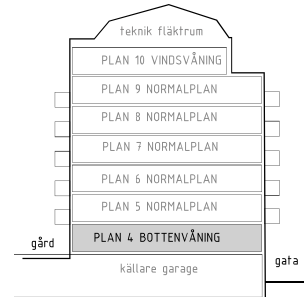 teknik fläktrum
PLAN 10 VINDSVÅNING
PLAN 9 NORMALPLAN
PLAN 8 NORMALPLAN
PLAN 7 NORMALPLAN
PLAN 6 NORMALPLAN
PLAN 5 NORMALPLAN
PLAN 4 BOTTENVÅNING
gård
gata
källare garage